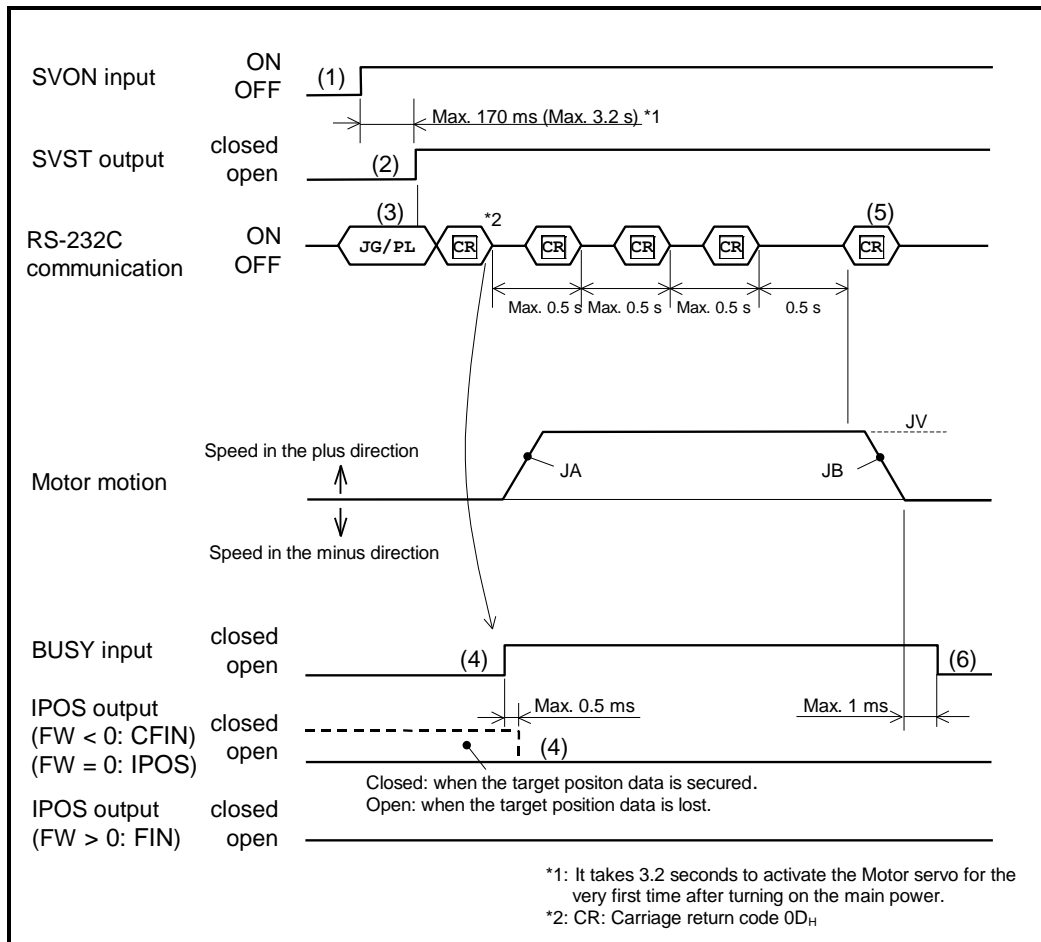 SVON input
ON
OFF
(1)
Max. 170 ms (Max. 3.2 s) *1
SVST output
closed
open
(2)
RS-232C
communication
ON
OFF
(3)
JG/PL
CR
*2
CR
CR
CR
(5)
CR
Max. 0.5 s
Max. 0.5 s
Max. 0.5 s
0.5 s
Motor motion
Speed in the plus direction
Speed in the minus direction
JA
JB
JV
BUSY input
closed
open
(4)
(6)
Max. 0.5 ms
Max. 1 ms
IPOS output
(FW < 0: CFIN)
(FW = 0: IPOS)
closed
open
(4)
Closed: when the target positon data is secured.
Open: when the target position data is lost.
IPOS output
(FW > 0: FIN)
closed
open
*1: It takes 3.2 seconds to activate the Motor servo for the
very first time after turning on the main power.
*2: CR: Carriage return code 0DH